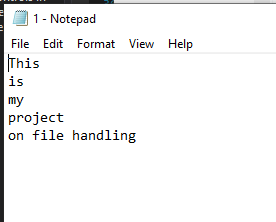 1 - Notepad
File Edit Format View Help
This
is
my
project
on file handling